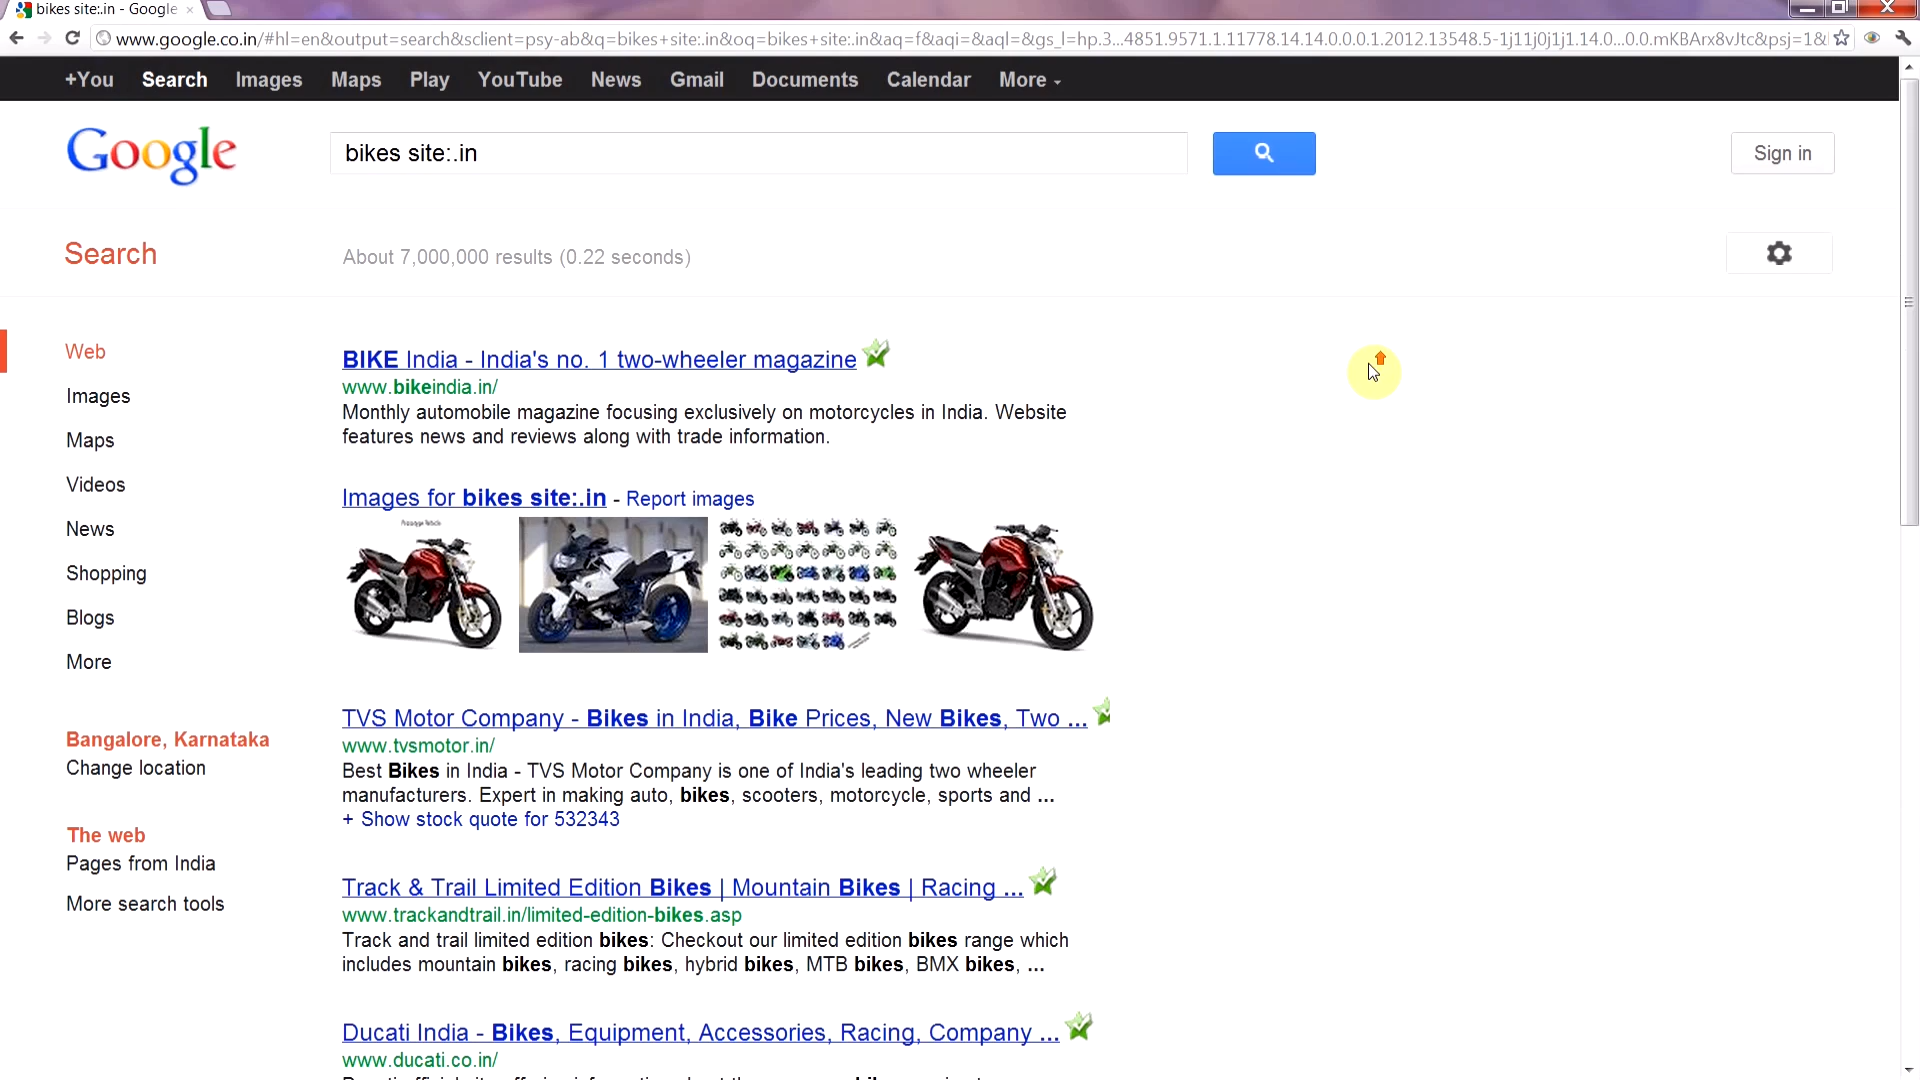 bikes site:.in - Google
www.google.co.in/#hl=en&output=search&sclient=psy-ab&q=bikes+site:.in&oq=bikes+site:.in&aq=f&aqi=&aql=&gs_l=hp.3...4851.9571.1.11778.14.14.0.0.0.1.2012.13548.5-1j11j0j1j1.14.0...0.0.mKBArx8vJtc&psj=1&
+You Search Images Maps Play YouTube News Gmail Documents Calendar More
Google
bikes site:.in
Sign in
Search
About 7,000,000 results (0.22 seconds)
Web
Images
Maps
Videos
News
Shopping
Blogs
More
Bangalore, Karnataka
Change location
The web
Pages from India
More search tools
BIKE India - India's no. 1 two-wheeler magazine
www.bikeindia.in/
Monthly automobile magazine focusing exclusively on motorcycles in India. Website
features news and reviews along with trade information.
Images for bikes site:.in - Report images
TVS Motor Company - Bikes in India, Bike Prices, New Bikes, Two ...
www.tvsmotor.in/
Best Bikes in India - TVS Motor Company is one of India's leading two wheeler
manufacturers. Expert in making auto, bikes, scooters, motorcycle, sports and ...
+ Show stock quote for 532343
Track & Trail Limited Edition Bikes | Mountain Bikes | Racing ...
www.trackandtrail.in/limited-edition-bikes.asp
Track and trail limited edition bikes: Checkout our limited edition bikes range which
includes mountain bikes, racing bikes, hybrid bikes, MTB bikes, BMX bikes, ...
Ducati India - Bikes, Equipment, Accessories, Racing, Company ...
www.ducati.co.in/